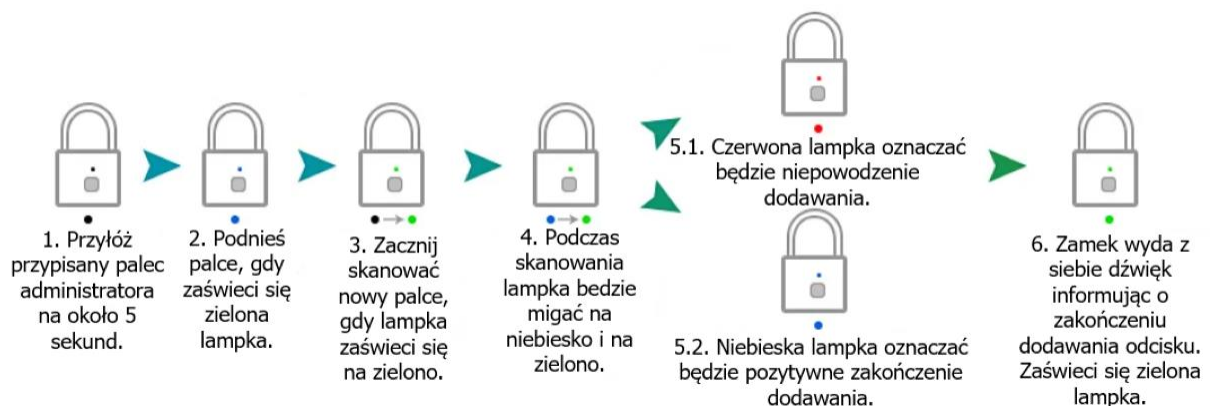 1. Przyłóż
przypisany palec
administratora
na około 5
sekund.
2. Podnieś
palce, gdy
zaświeci się
zielona
lampka.
3. Zacznij
skanować
nowy palce,
gdy lampka
zaświeci się
na zielono.
4. Podczas
skanowania
lampka bedzie
migać na
niebiesko i na
zielono.
5.1. Czerwona lampka oznaczać
będzie niepowodzenie
dodawania.
5.2. Niebieska lampka oznaczać
będzie pozytywne zakończenie
dodawania.
6. Zamek wyda z
siebie dźwięk
informując o
zakończeniu
dodawania odcisku.
Zaświeci się zielona
lampka.